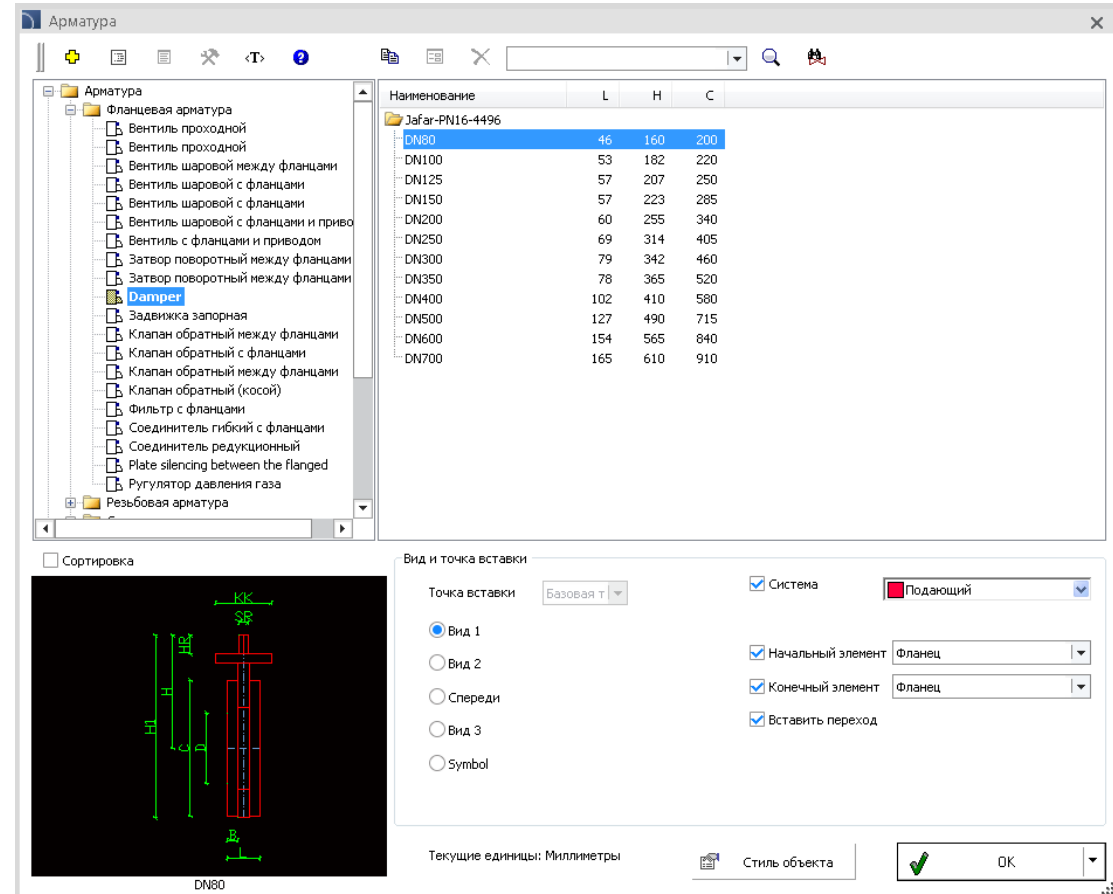 Арматура
<T>
Арматура
Фланцевая арматура
Вентиль проходной
Вентиль проходной
Вентиль шаровой между фланцами
Вентиль шаровой с фланцами
Вентиль шаровой с фланцами
Вентиль шаровой с фланцами и приво
Вентиль с фланцами и приводом
Затвор поворотный между фланцами
Затвор поворотный между фланцами
Damper
Задвижка запорная
Клапан обратный между фланцами
Клапан обратный с фланцами
Клапан обратный между фланцами
Клапан обратный (косой)
Фильтр с фланцами
Соединитель гибкий с фланцами
Соединитель редукционный
Plate silencing between the flanged
Ругулятор давления газа
Резьбовая арматура
Наименование L H C
Jafar-PN16-4496
DN80 46 160 200
DN100 53 182 220
DN125 57 207 250
DN150 57 223 285
DN200 60 255 340
DN250 69 314 405
DN300 79 342 460
DN350 78 365 520
DN400 102 410 580
DN500 127 490 715
DN600 154 565 840
DN700 165 610 910
Сортировка
KK
SR
HR
H
H1
C
D
B
L
DN80
Вид и точка вставки
Точка вставки Базовая т
Вид 1
Вид 2
Спереди
Вид 3
Symbol
Система Подающий
Начальный элемент Фланец
Конечный элемент Фланец
Вставить переход
Текущие единицы: Миллиметры
Стиль объекта
OK